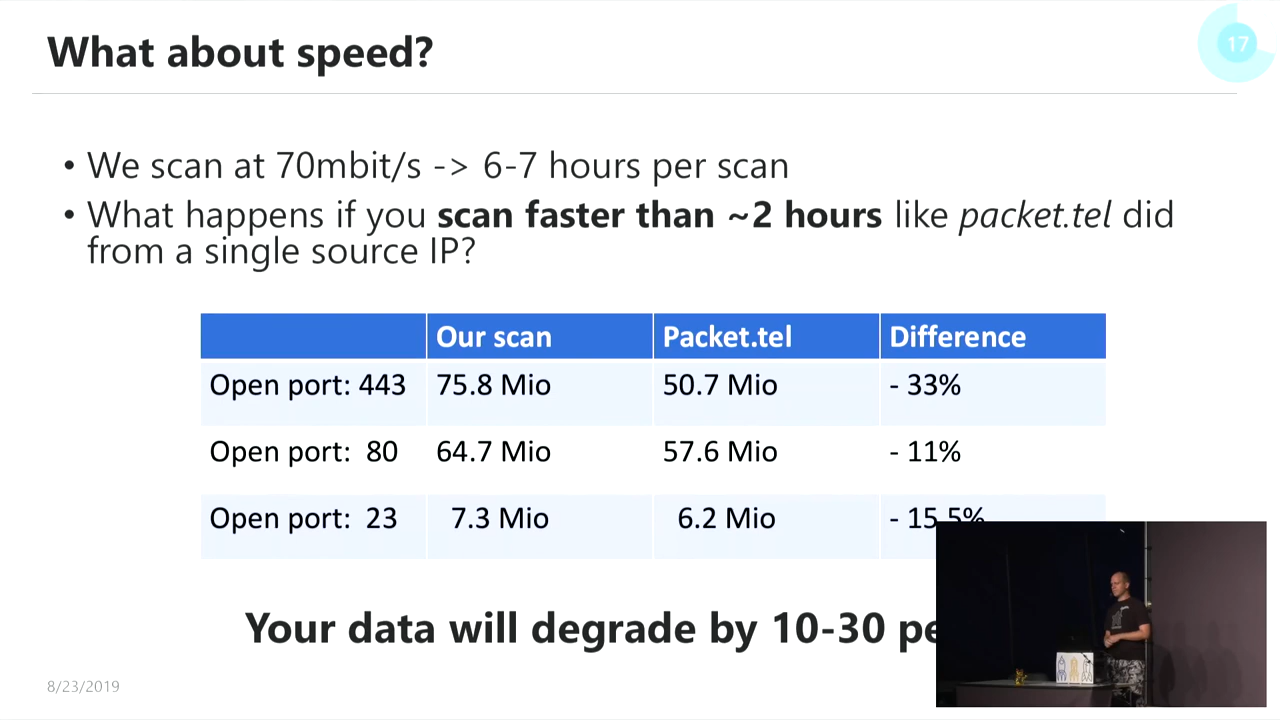 What about speed?
17
• We scan at 70mbit/s -> 6-7 hours per scan
• What happens if you scan faster than ~2 hours like packet.tel did
from a single source IP?
Our scan Packet.tel Difference
Open port: 443 75.8 Mio 50.7 Mio - 33%
Open port: 80 64.7 Mio 57.6 Mio - 11%
Open port: 23 7.3 Mio 6.2 Mio - 15.5%
Your data will degrade by 10-30
8/23/2019